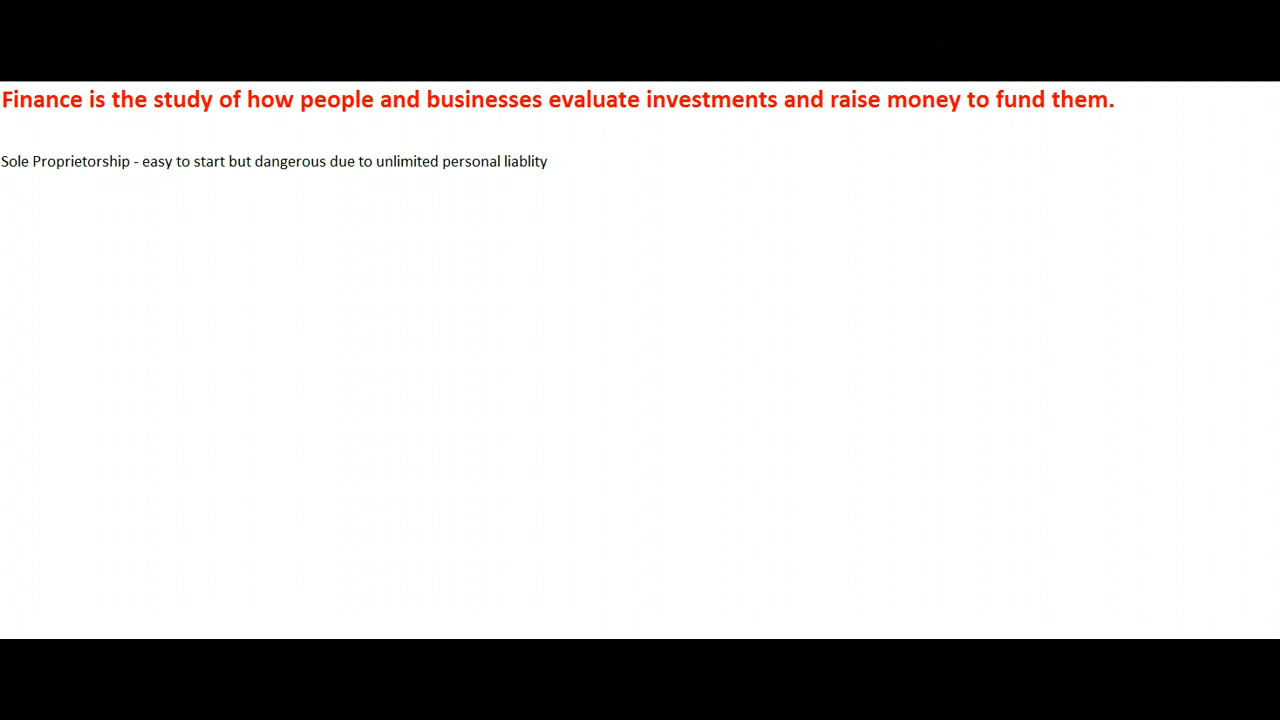 Finance is the study of how people and businesses evaluate investments and raise money to fund them.
Sole Proprietorship - easy to start but dangerous due to unlimited personal liablity